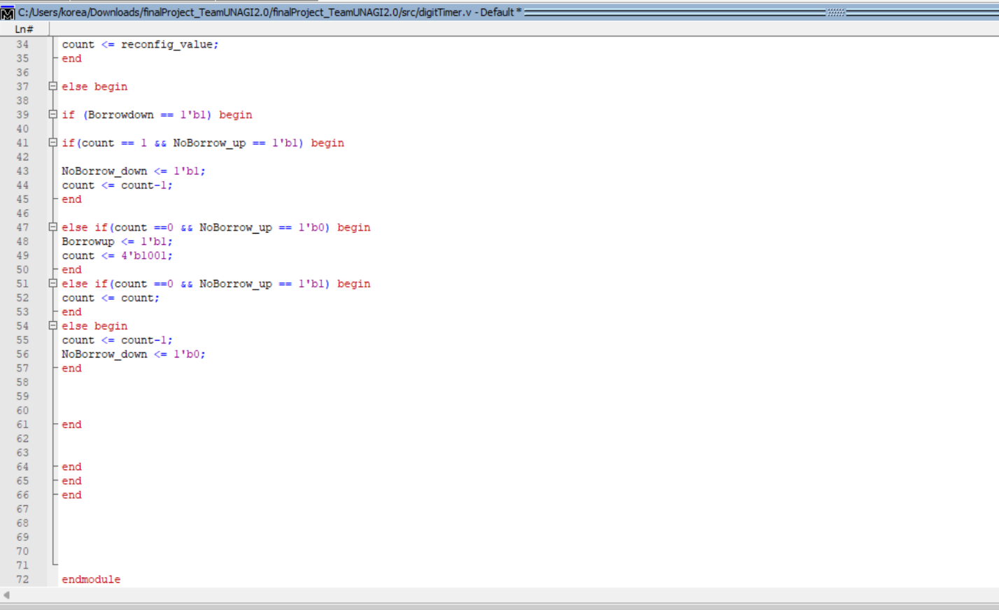 C:/Users/korea/Downloads/finalProject_TeamUNAGI2.0/finalProject_TeamUNAGI2.0/src/digitTimer.v - Default *
Ln#
34 count <= reconfig_value;
35 end
36
37 else begin
38
39 if (Borrowdown == 1'b1) begin
40
41 if(count == 1 && NoBorrow_up == 1'b1) begin
42
43 NoBorrow_down <= 1'b1;
44 count <= count-1;
45 end
46
47 else if(count ==0 && NoBorrow_up == 1'b0) begin
48 Borrowup <= 1'b1;
49 count <= 4'b1001;
50 end
51 else if(count ==0 && NoBorrow_up == 1'b1) begin
52 count <= count;
53 end
54 else begin
55 count <= count-1;
56 NoBorrow_down <= 1'b0;
57 end
58
59
60
61 end
62
63
64 end
65 end
66 end
67
68
69
70
71
72 endmodule